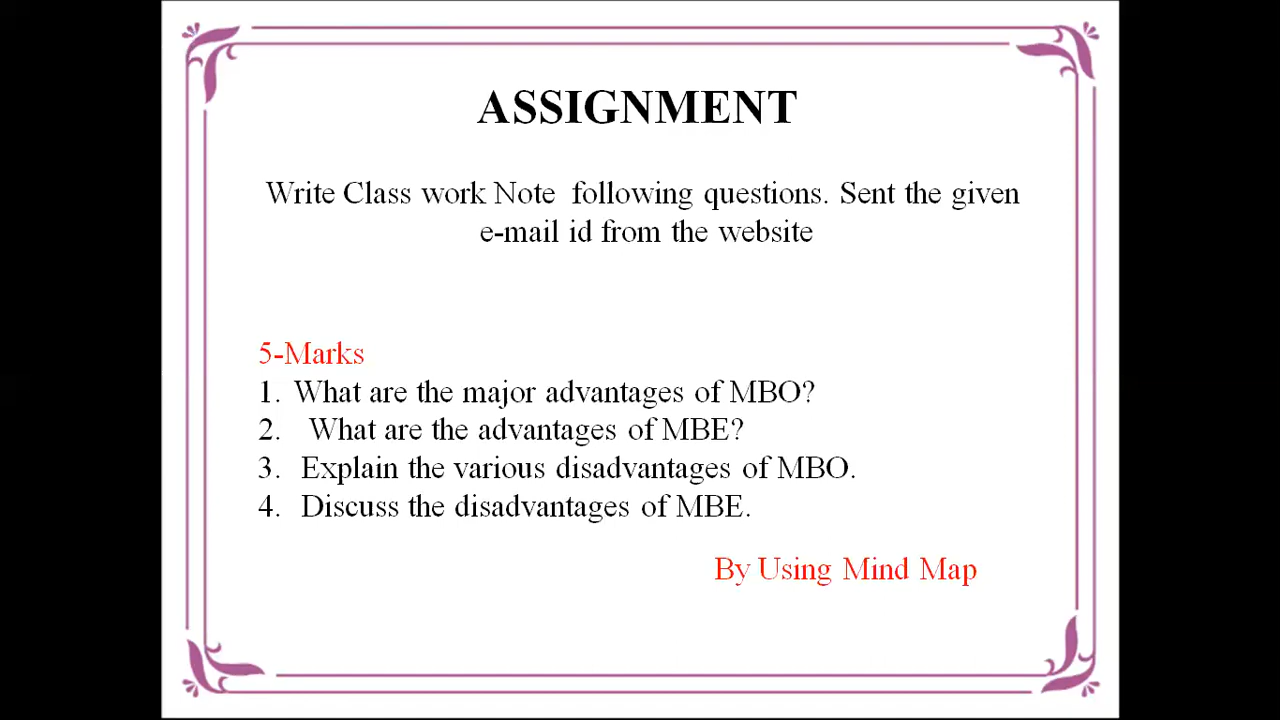 ASSIGNMENT
Write Class work Note following questions. Sent the given
e-mail id from the website
5-Marks
1. What are the major advantages of MBO?
2. What are the advantages of MBE?
3. Explain the various disadvantages of MBO.
4. Discuss the disadvantages of MBE.
By Using Mind Map